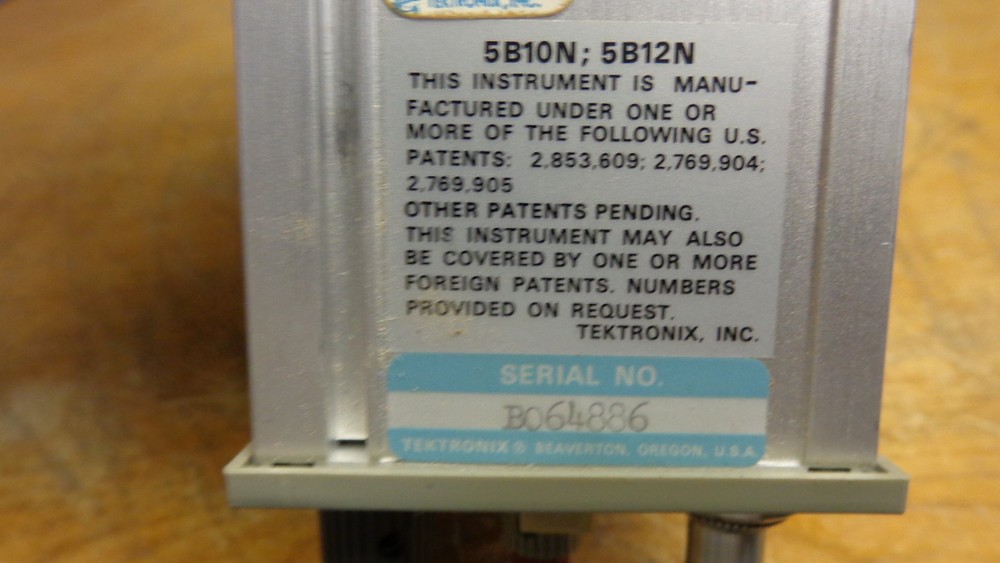 TEKTRONIX, INC.
5B10N; 5B12N
THIS INSTRUMENT IS MANU-
FACTURED UNDER ONE OR
MORE OF THE FOLLOWING U.S.
PATENTS: 2,853,609; 2,769,904;
2,769,905
OTHER PATENTS PENDING.
THIS INSTRUMENT MAY ALSO
BE COVERED BY ONE OR MORE
FOREIGN PATENTS. NUMBERS
PROVIDED ON REQUEST.
TEKTRONIX, INC.
SERIAL NO.
B064886
TEKTRONIX® BEAVERTON, OREGON, U.S.A.